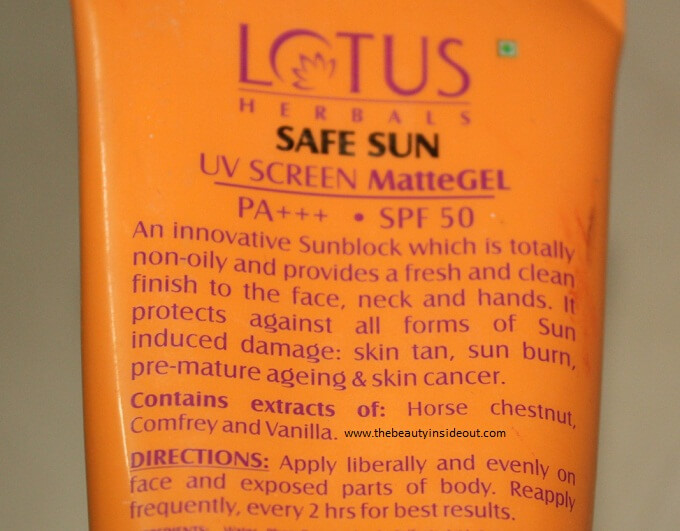 LOTUS
HERBALS
SAFE SUN
UV SCREEN MatteGEL
PA+++ • SPF 50
An innovative Sunblock which is totally
non-oily and provides a fresh and clean
finish to the face, neck and hands. It
protects against all forms of Sun
induced damage: skin tan, sun burn,
pre-mature ageing & skin cancer.
Contains extracts of: Horse chestnut,
Comfrey and Vanilla. www.thebeautyinsideout.com
DIRECTIONS: Apply liberally and evenly on
face and exposed parts of body. Reapply
frequently, every 2 hrs for best results.